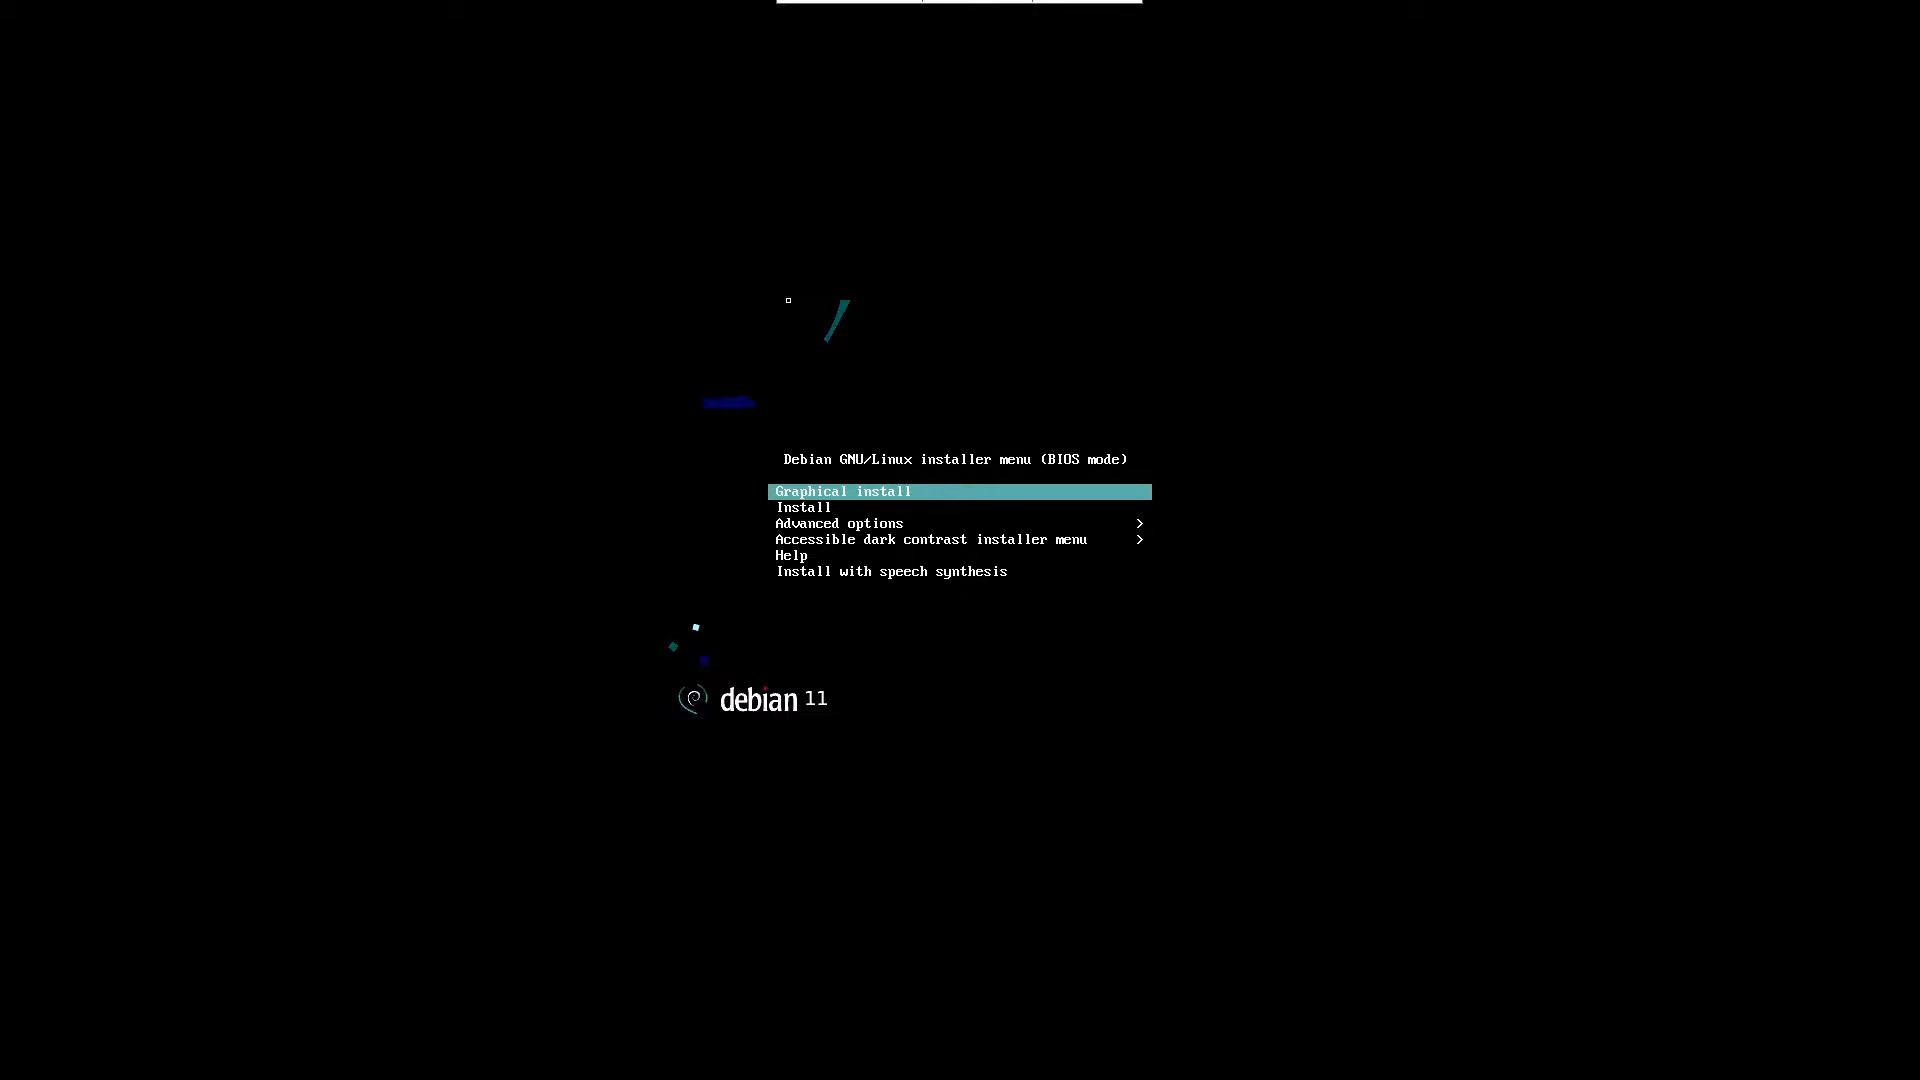 Debian GNU/Linux installer menu (BIOS mode)
Graphical install
Install
Advanced options >
Accessible dark contrast installer menu >
Help
Install with speech synthesis
debian 11